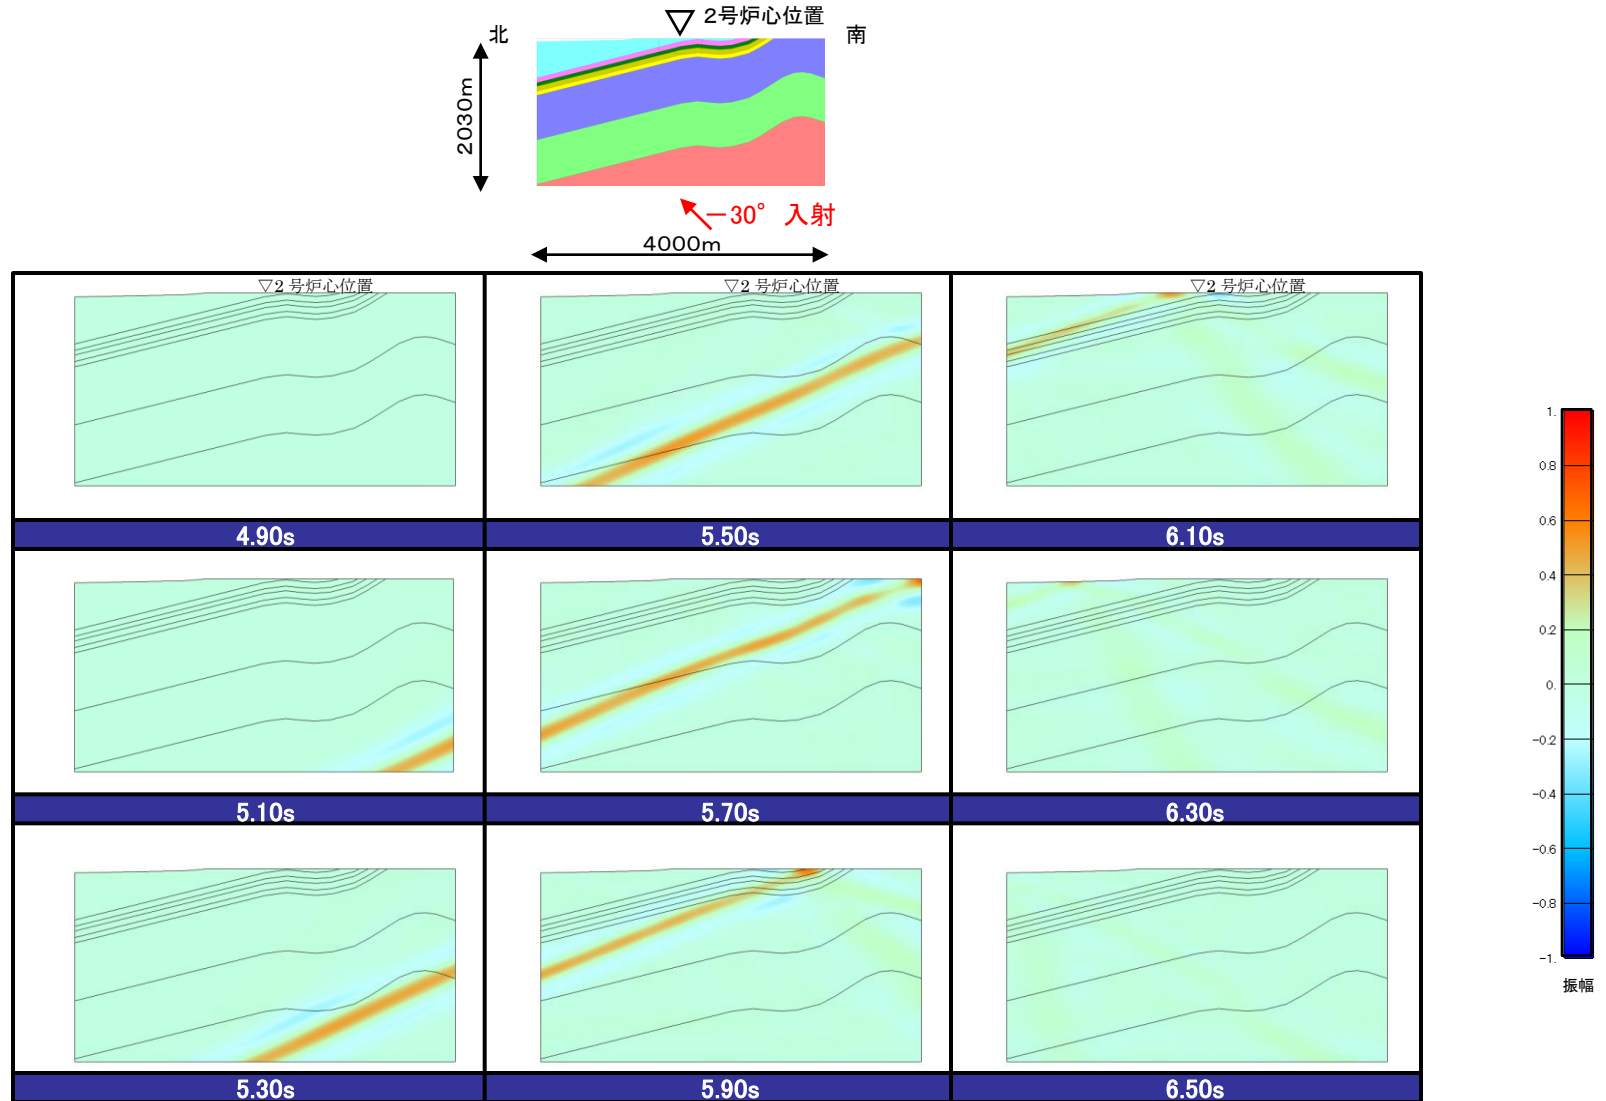 ▽ 2号炉心位置
北
南
2030m
−30° 入射
4000m
▽2 号炉心位置
▽2 号炉心位置
▽2 号炉心位置
4.90s
5.50s
6.10s
5.10s
5.70s
6.30s
5.30s
5.90s
6.50s
1.
0.8
0.6
0.4
0.2
0.
-0.2
-0.4
-0.6
-0.8
-1.
振幅